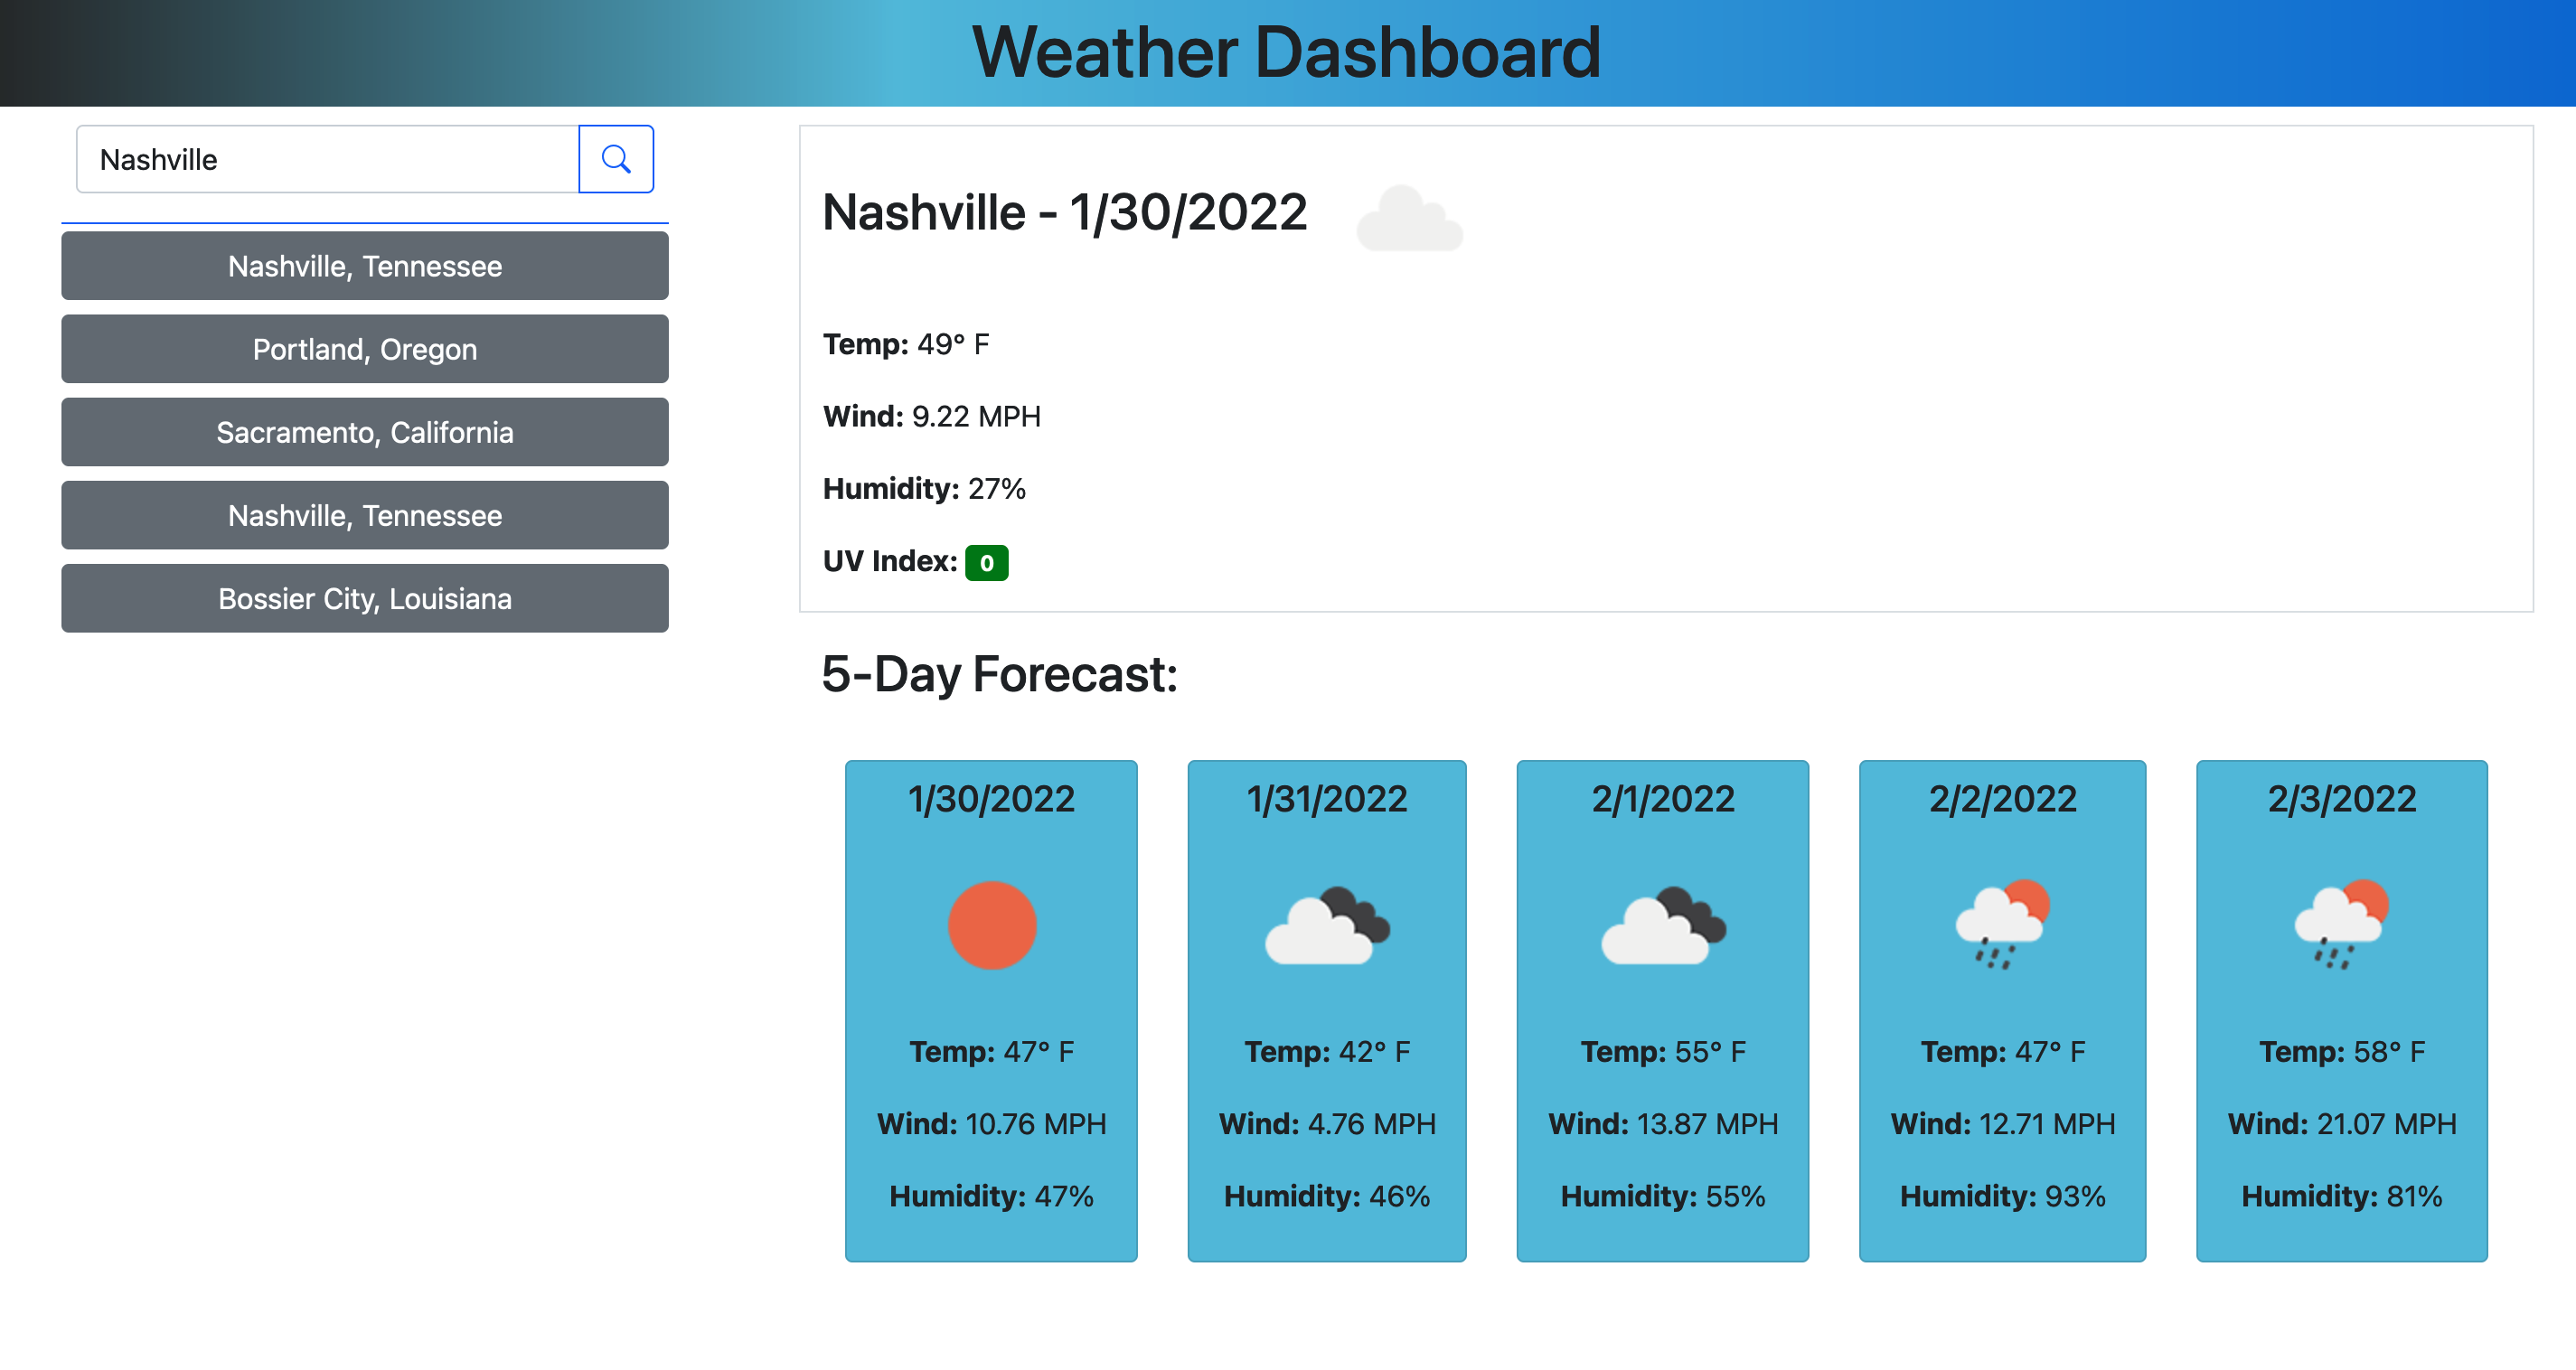 Weather Dashboard
Nashville
Nashville, Tennessee
Portland, Oregon
Sacramento, California
Nashville, Tennessee
Bossier City, Louisiana
Nashville - 1/30/2022
Temp: 49° F
Wind: 9.22 MPH
Humidity: 27%
UV Index: 0
5-Day Forecast:
1/30/2022
Temp: 47° F
Wind: 10.76 MPH
Humidity: 47%
1/31/2022
Temp: 42° F
Wind: 4.76 MPH
Humidity: 46%
2/1/2022
Temp: 55° F
Wind: 13.87 MPH
Humidity: 55%
2/2/2022
Temp: 47° F
Wind: 12.71 MPH
Humidity: 93%
2/3/2022
Temp: 58° F
Wind: 21.07 MPH
Humidity: 81%